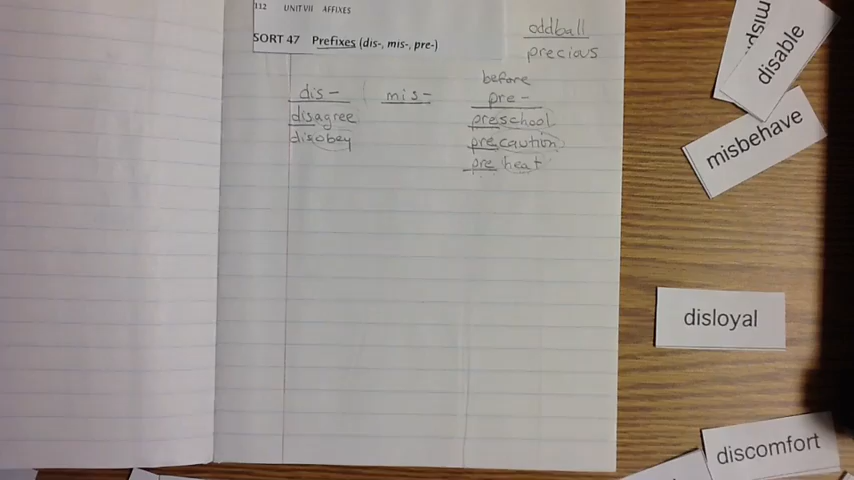 132 UNIT VII AFFIXES
SORT 47 Prefixes (dis-, mis-, pre-)
oddball
precious
before
dis- mis- pre-
disagree preschool
disobey precaution
preheat
disable
misbehave
disloyal
discomfort